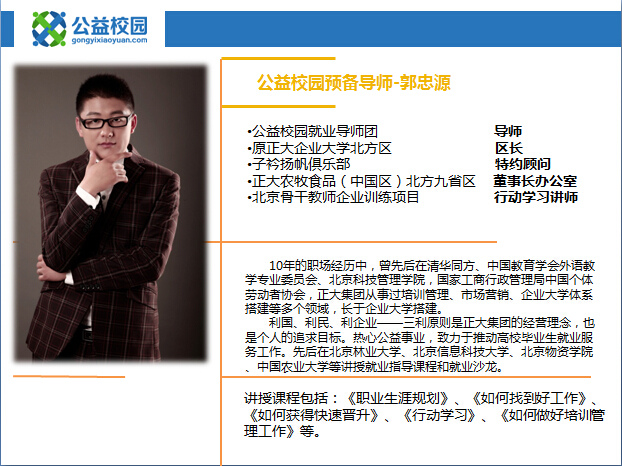 公益校园
gongyixiaoyuan.com
公益校园预备导师-郭忠源
•公益校园就业导师团 导师
•原正大企业大学北方区 区长
•子衿扬帆俱乐部 特约顾问
•正大农牧食品（中国区）北方九省区 董事长办公室
•北京骨干教师企业训练项目 行动学习讲师
10年的职场经历中，曾先后在清华同方、中国教育学会外语教
学专业委员会、北京科技管理学院，国家工商行政管理局中国个体
劳动者协会，正大集团从事过培训管理、市场营销、企业大学体系
搭建等多个领域，长于企业大学搭建。
利国、利民、利企业——三利原则是正大集团的经营理念，也
是个人的追求目标。热心公益事业，致力于推动高校毕业生就业服
务工作。先后在北京林业大学、北京信息科技大学、北京物资学院
、中国农业大学等讲授就业指导课程和就业沙龙。
讲授课程包括：《职业生涯规划》、《如何找到好工作》、
《如何获得快速晋升》、《行动学习》、《如何做好培训管
理工作》等。